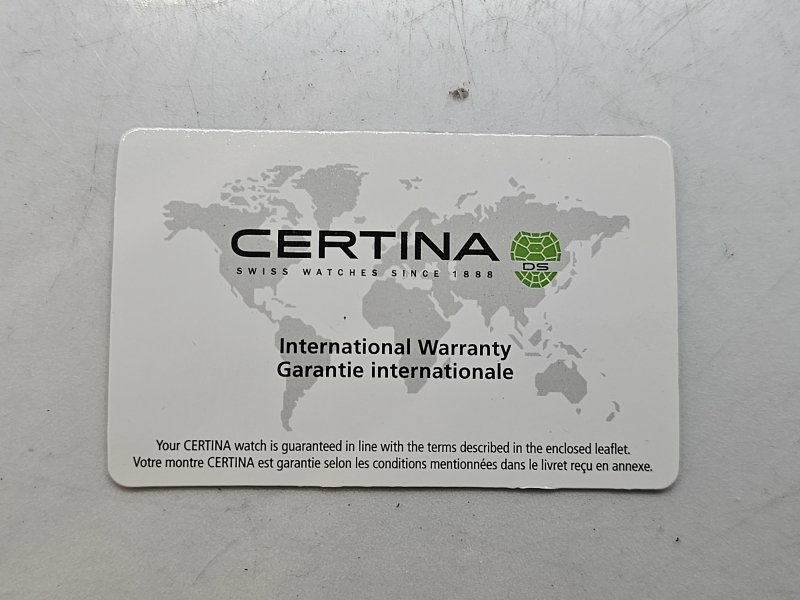 CERTINA
SWISS WATCHES SINCE 1888
DS
International Warranty
Garantie internationale
Your CERTINA watch is guaranteed in line with the terms described in the enclosed leaflet.
Votre montre CERTINA est garantie selon les conditions mentionnées dans le livret reçu en annexe.